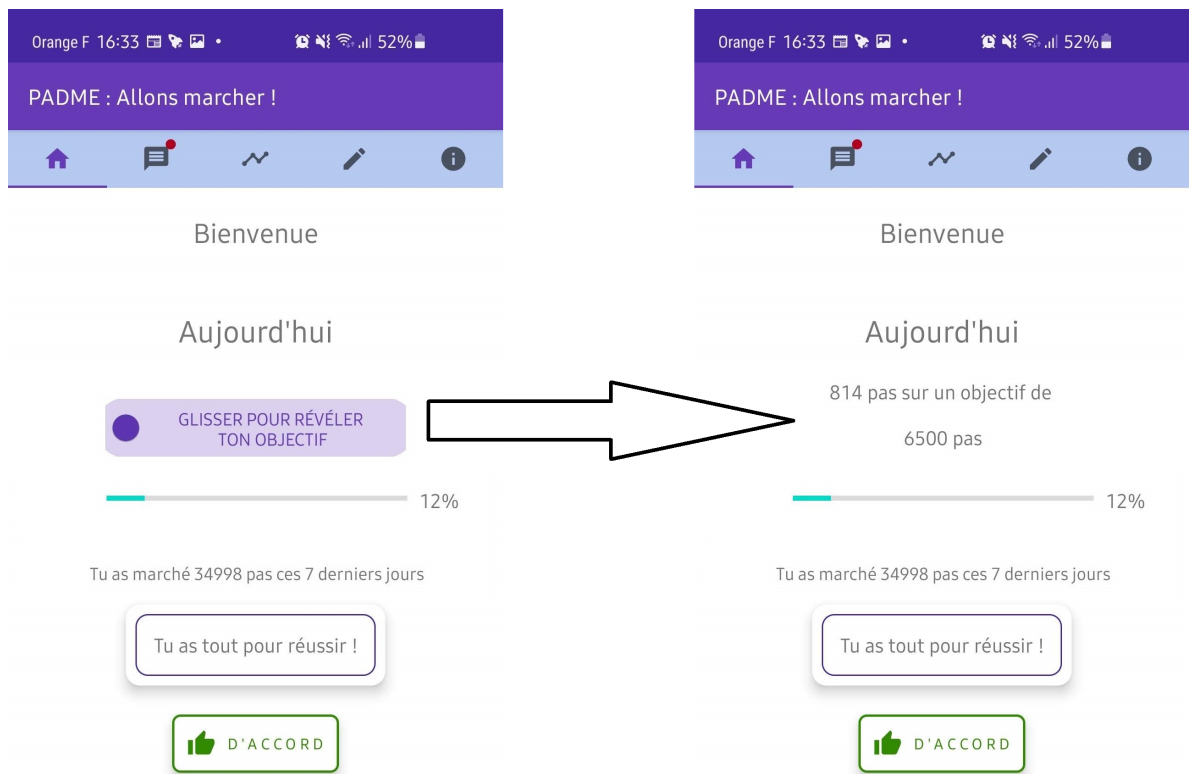 Orange F 16:33 52%
PADME : Allons marcher !
Bienvenue
Aujourd'hui
GLISSER POUR RÉVÉLER
TON OBJECTIF
12%
Tu as marché 34998 pas ces 7 derniers jours
Tu as tout pour réussir !
D'ACCORD
Orange F 16:33 52%
PADME : Allons marcher !
Bienvenue
Aujourd'hui
814 pas sur un objectif de
6500 pas
12%
Tu as marché 34998 pas ces 7 derniers jours
Tu as tout pour réussir !
D'ACCORD